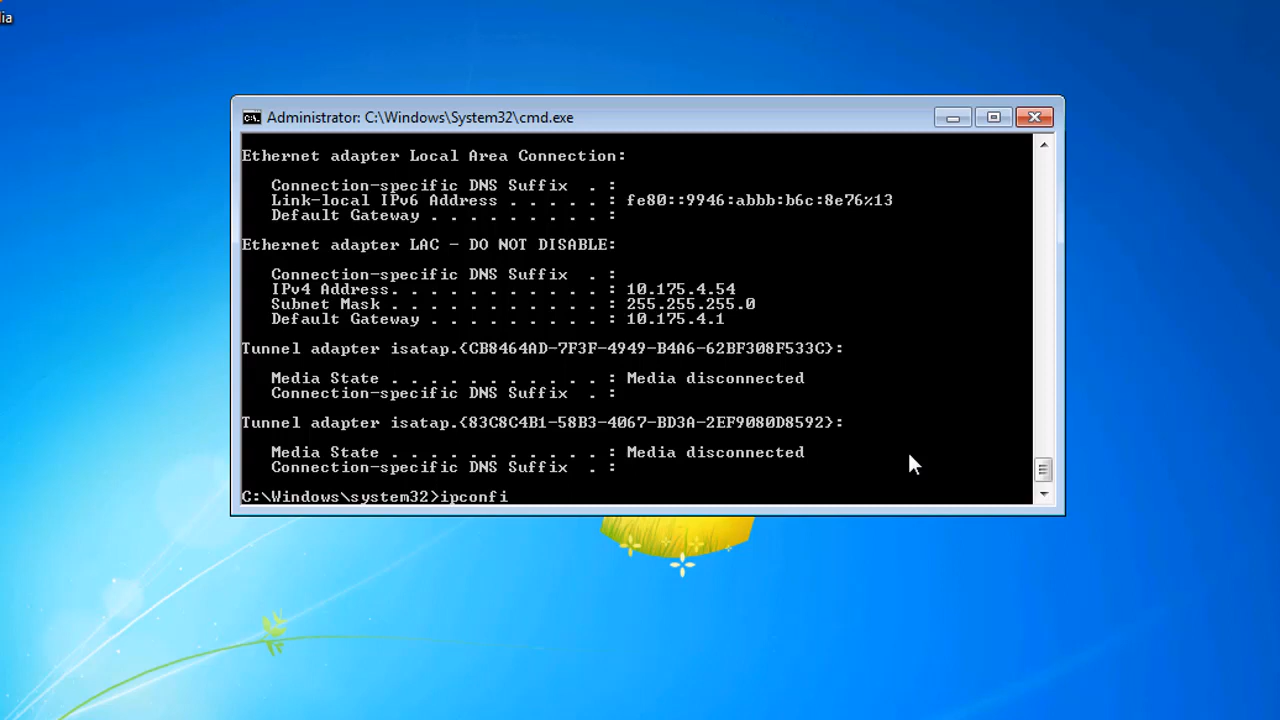 ia
Administrator: C:\Windows\System32\cmd.exe
Ethernet adapter Local Area Connection:
Connection-specific DNS Suffix . :
Link-local IPv6 Address . . . . . : fe80::9946:abbb:b6c:8e76%13
Default Gateway . . . . . . . . . :
Ethernet adapter LAC - DO NOT DISABLE:
Connection-specific DNS Suffix . :
IPv4 Address. . . . . . . . . . . : 10.175.4.54
Subnet Mask . . . . . . . . . . . : 255.255.255.0
Default Gateway . . . . . . . . . : 10.175.4.1
Tunnel adapter isatap.{CB8464AD-7F3F-4949-B4A6-62BF308F533C}:
Media State . . . . . . . . . . . : Media disconnected
Connection-specific DNS Suffix . :
Tunnel adapter isatap.{83C8C4B1-58B3-4067-BD3A-2EF9080D8592}:
Media State . . . . . . . . . . . : Media disconnected
Connection-specific DNS Suffix . :
C:\Windows\system32>ipconfi